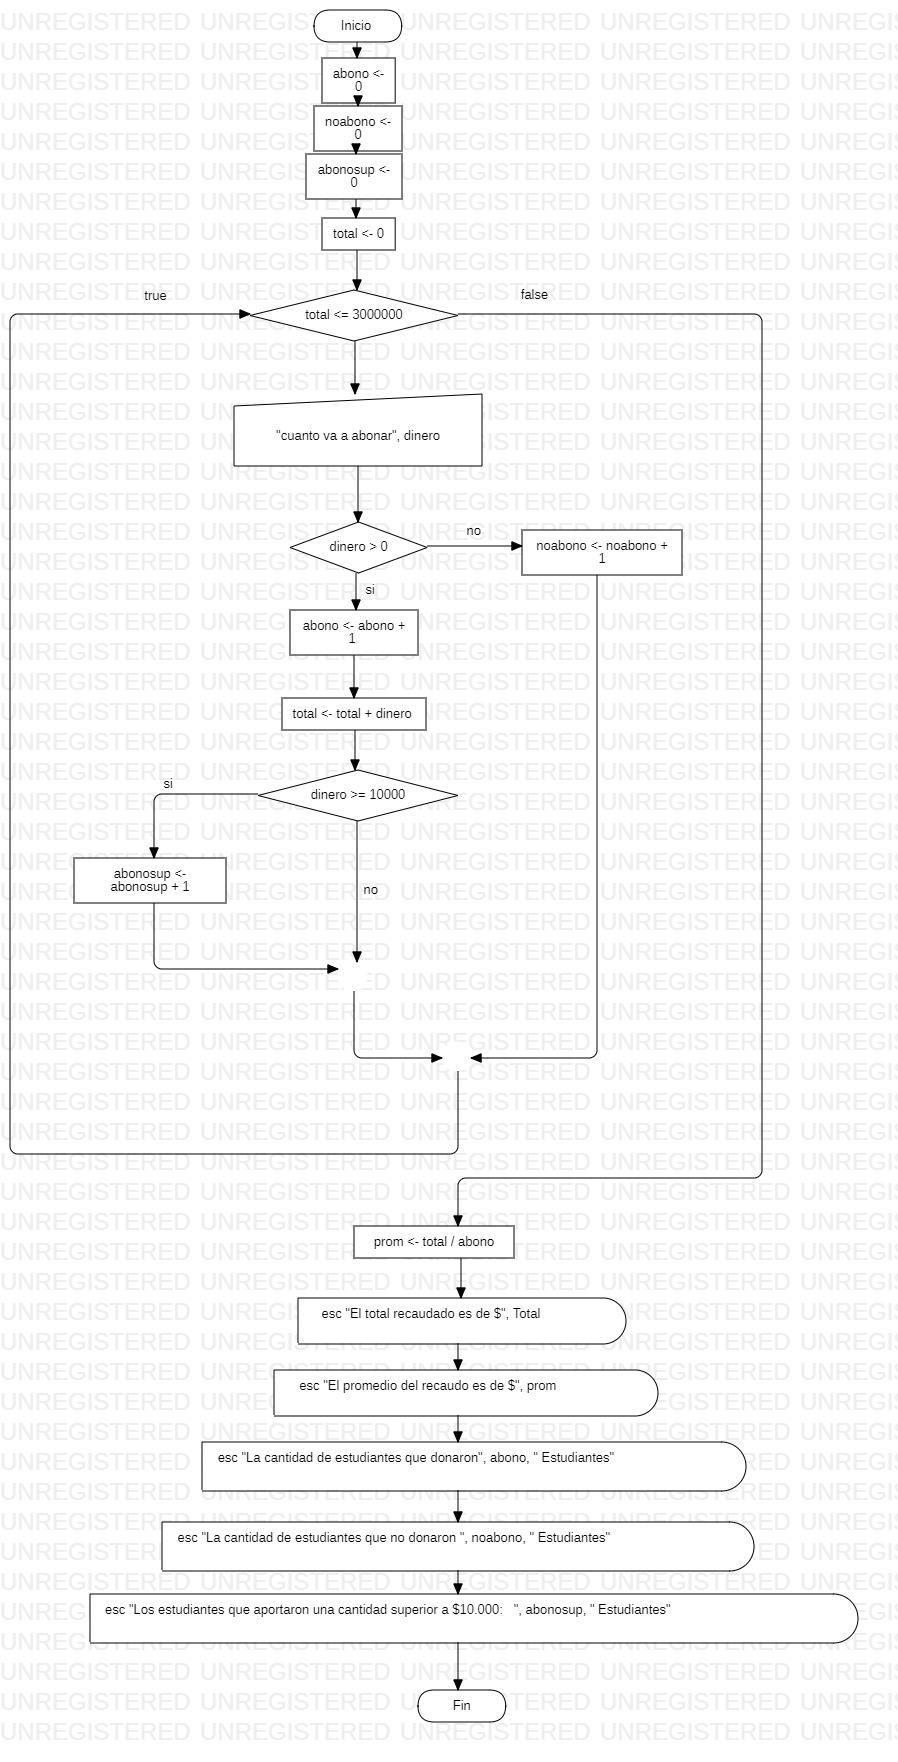 Inicio
abono <-
0
noabono <-
0
abonosup <-
0
total <- 0
true
false
total <= 3000000
"cuanto va a abonar", dinero
dinero > 0
no
noabono <- noabono +
1
si
abono <- abono +
1
total <- total + dinero
si
dinero >= 10000
abonosup <-
abonosup + 1
no
prom <- total / abono
esc "El total recaudado es de $", Total
esc "El promedio del recaudo es de $", prom
esc "La cantidad de estudiantes que donaron", abono, " Estudiantes"
esc "La cantidad de estudiantes que no donaron ", noabono, " Estudiantes"
esc "Los estudiantes que aportaron una cantidad superior a $10.000:   ", abonosup, " Estudiantes"
Fin
UNREGISTERED